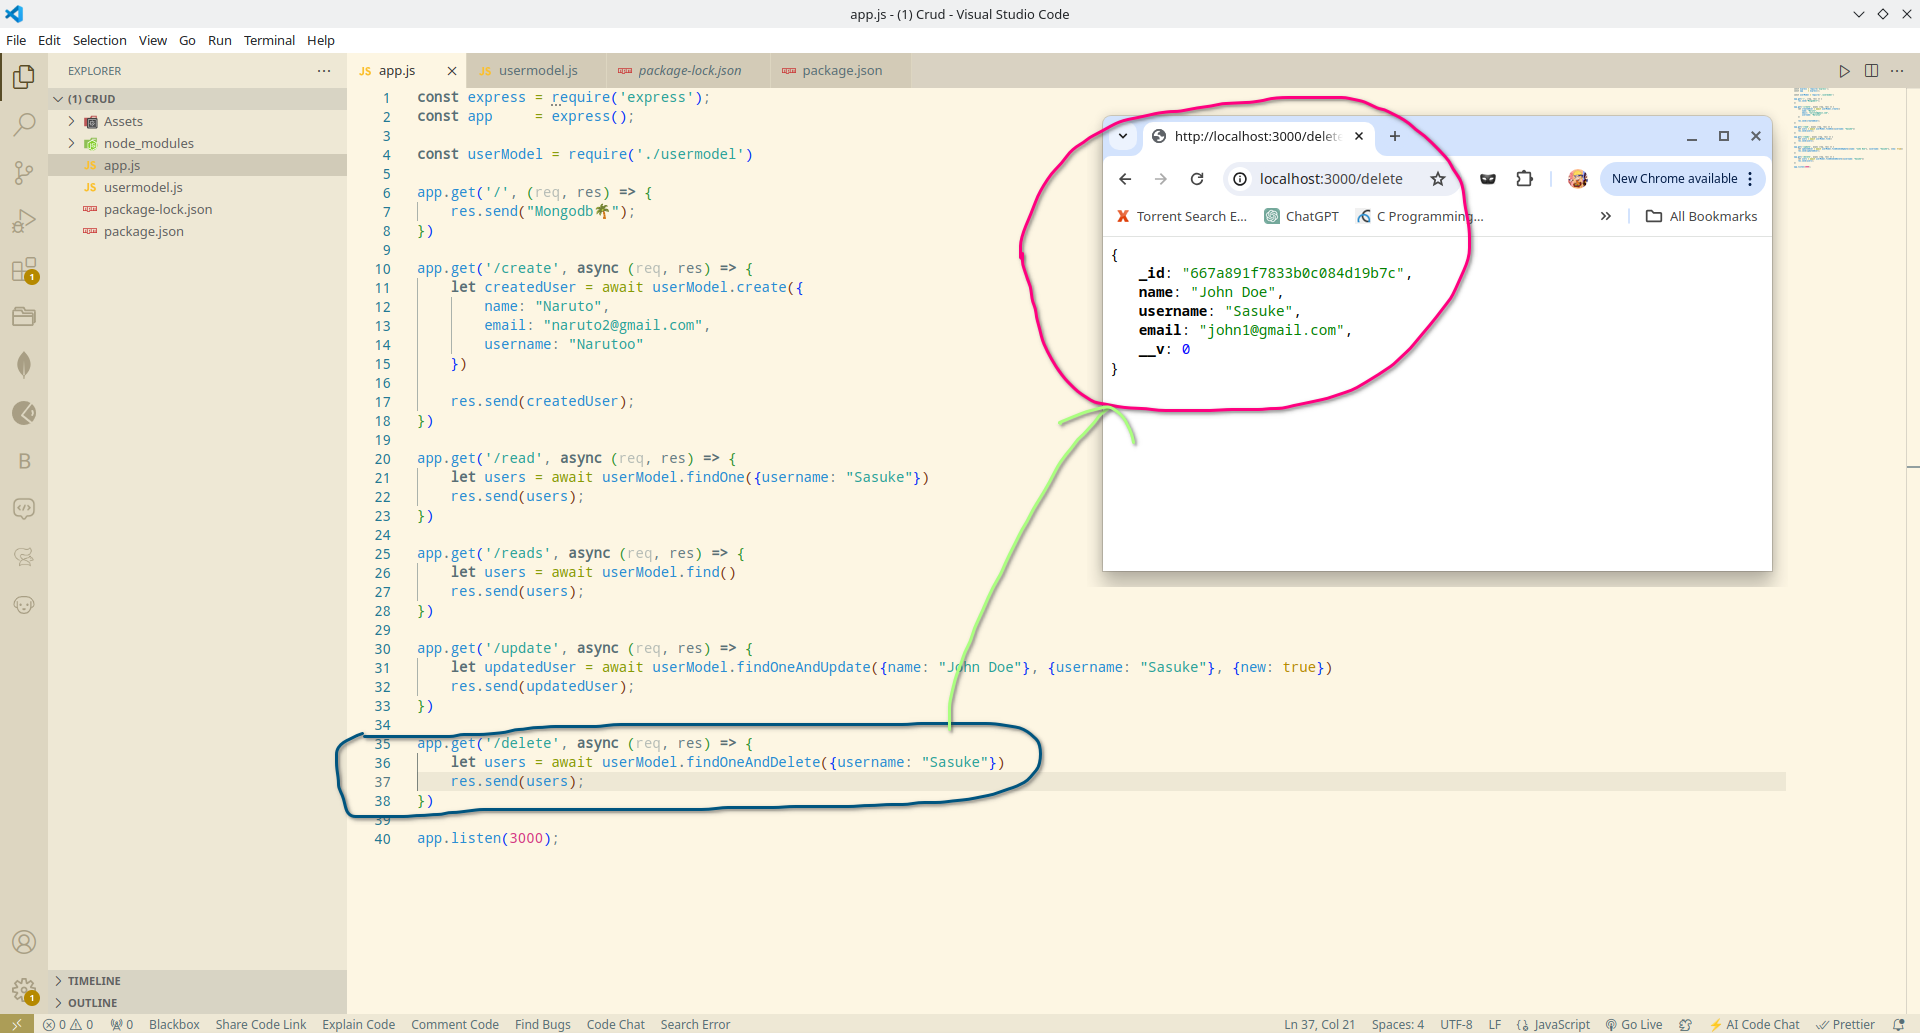 app.js - (1) Crud - Visual Studio Code
File Edit Selection View Go Run Terminal Help
EXPLORER
(1) CRUD
Assets
node_modules
JS app.js
JS usermodel.js
package-lock.json
package.json
TIMELINE
OUTLINE
JS app.js
JS usermodel.js
package-lock.json
package.json
1 const express = require('express');
2 const app     = express();
3
4 const userModel = require('./usermodel')
5
6 app.get('/', (req, res) => {
7     res.send("Mongodb🌴");
8 })
9
10 app.get('/create', async (req, res) => {
11     let createdUser = await userModel.create({
12         name: "Naruto",
13         email: "naruto2@gmail.com",
14         username: "Narutoo"
15     })
16
17     res.send(createdUser);
18 })
19
20 app.get('/read', async (req, res) => {
21     let users = await userModel.findOne({username: "Sasuke"})
22     res.send(users);
23 })
24
25 app.get('/reads', async (req, res) => {
26     let users = await userModel.find()
27     res.send(users);
28 })
29
30 app.get('/update', async (req, res) => {
31     let updatedUser = await userModel.findOneAndUpdate({name: "John Doe"}, {username: "Sasuke"}, {new: true})
32     res.send(updatedUser);
33 })
34
35 app.get('/delete', async (req, res) => {
36     let users = await userModel.findOneAndDelete({username: "Sasuke"})
37     res.send(users);
38 })
39
40 app.listen(3000);
http://localhost:3000/delete
localhost:3000/delete
New Chrome available
Torrent Search E... ChatGPT C Programming... » All Bookmarks
{
_id: "667a891f7833b0c084d19b7c",
name: "John Doe",
username: "Sasuke",
email: "john1@gmail.com",
__v: 0
}
B
1
1
0 0 0 Blackbox Share Code Link Explain Code Comment Code Find Bugs Code Chat Search Error
Ln 37, Col 21 Spaces: 4 UTF-8 LF {} JavaScript Go Live AI Code Chat Prettier